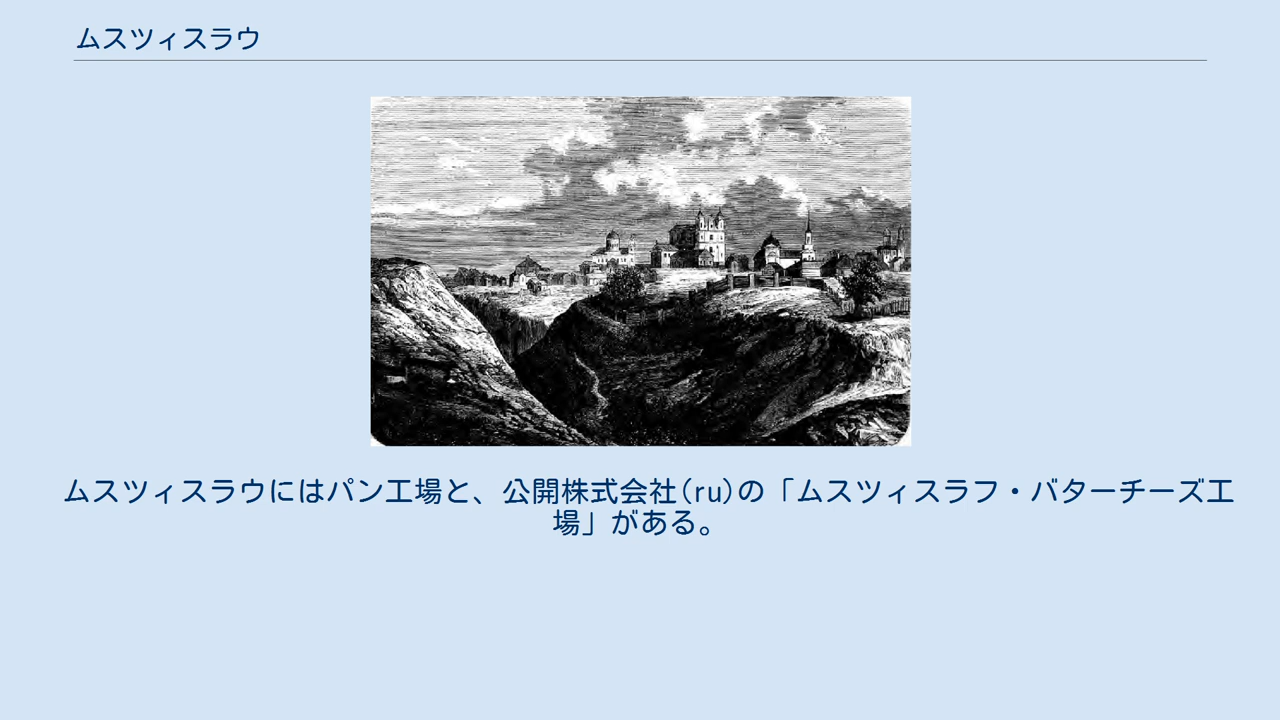 ムスツィスラウ
ムスツィスラウにはパン工場と、公開株式会社(ru)の「ムスツィスラフ・バターチーズ工
場」がある。